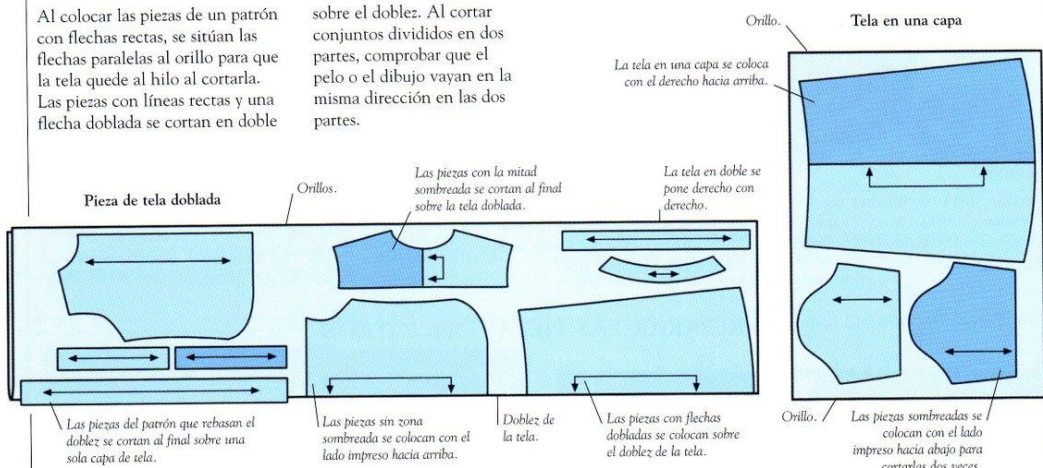 Al colocar las piezas de un patrón
con flechas rectas, se sitúan las
flechas paralelas al orillo para que
la tela quede al hilo al cortarla.
Las piezas con líneas rectas y una
flecha doblada se cortan en doble
sobre el doblez. Al cortar
conjuntos divididos en dos
partes, comprobar que el
pelo o el dibujo vayan en la
misma dirección en las dos
partes.
Orillo.
Tela en una capa
La tela en una capa se coloca
con el derecho hacia arriba.
Pieza de tela doblada
Orillos.
Las piezas con la mitad
sombreada se cortan al final
sobre la tela doblada.
La tela en doble se
pone derecho con
derecho.
Las piezas del patrón que rebasan el
doblez se cortan al final sobre una
sola capa de tela.
Las piezas sin zona
sombreada se colocan con el
lado impreso hacia arriba.
Doblez de
la tela.
Las piezas con flechas
dobladas se colocan sobre
el doblez de la tela.
Orillo.
Las piezas sombreadas se
colocan con el lado
impreso hacia abajo para
cortarlas dos veces.